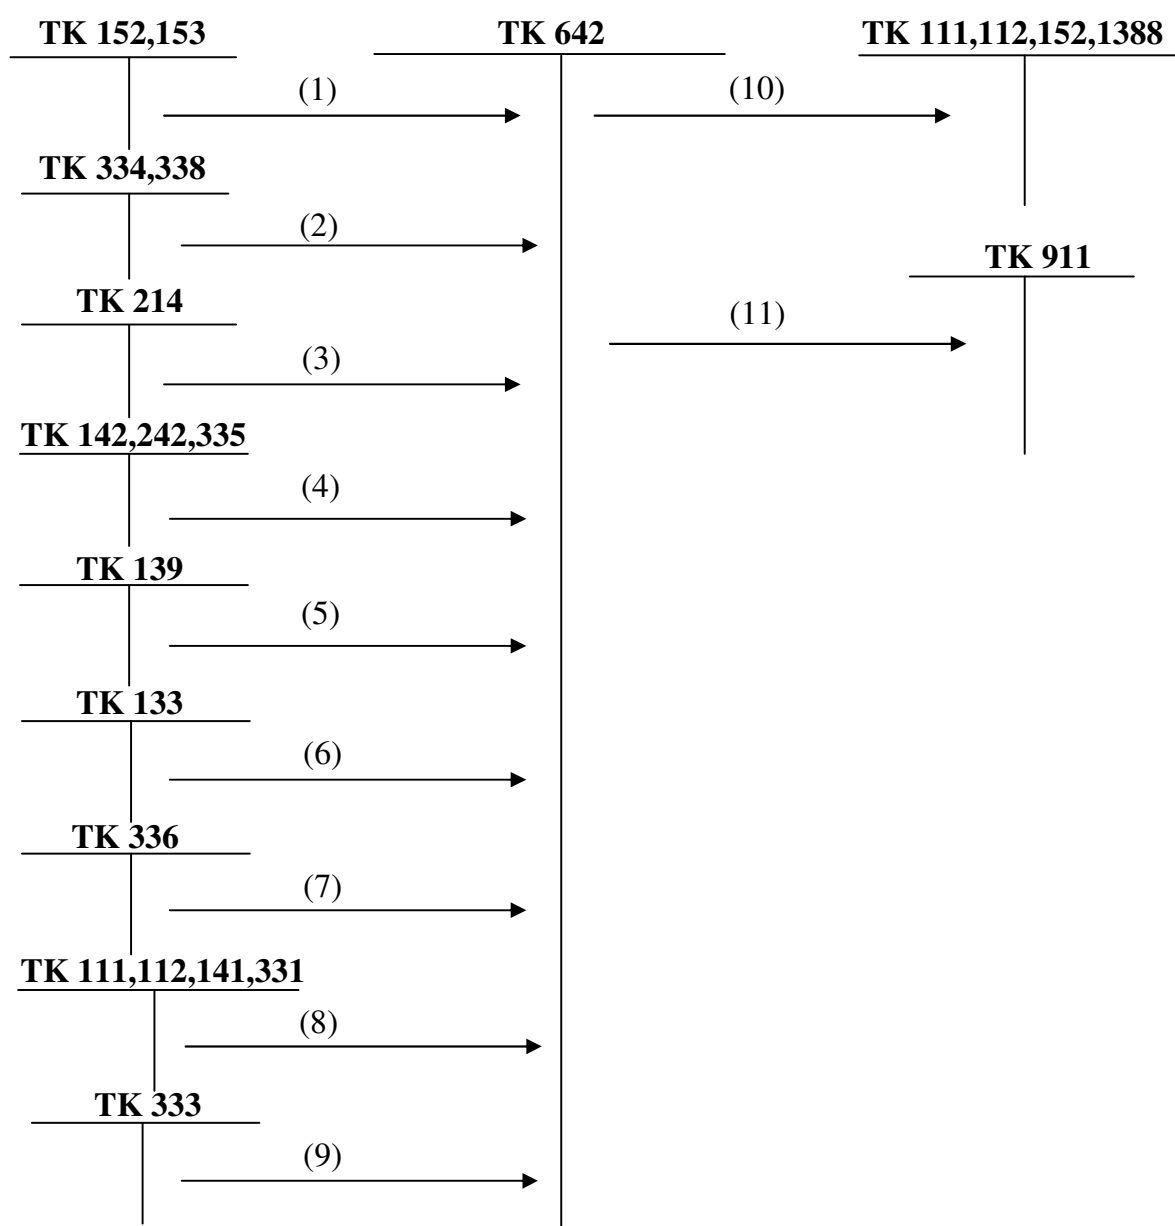 TK 152,153
TK 642
TK 111,112,152,1388
(1)
(10)
TK 334,338
(2)
TK 911
TK 214
(11)
(3)
TK 142,242,335
(4)
TK 139
(5)
TK 133
(6)
TK 336
(7)
TK 111,112,141,331
(8)
TK 333
(9)